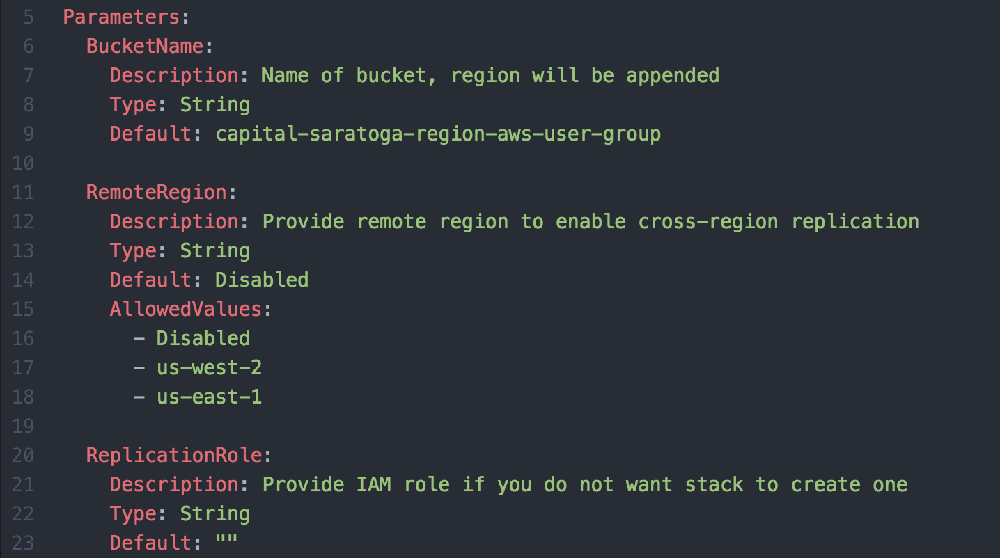 5 Parameters:
6   BucketName:
7     Description: Name of bucket, region will be appended
8     Type: String
9     Default: capital-saratoga-region-aws-user-group
10
11   RemoteRegion:
12     Description: Provide remote region to enable cross-region replication
13     Type: String
14     Default: Disabled
15     AllowedValues:
16       - Disabled
17       - us-west-2
18       - us-east-1
19
20   ReplicationRole:
21     Description: Provide IAM role if you do not want stack to create one
22     Type: String
23     Default: ""